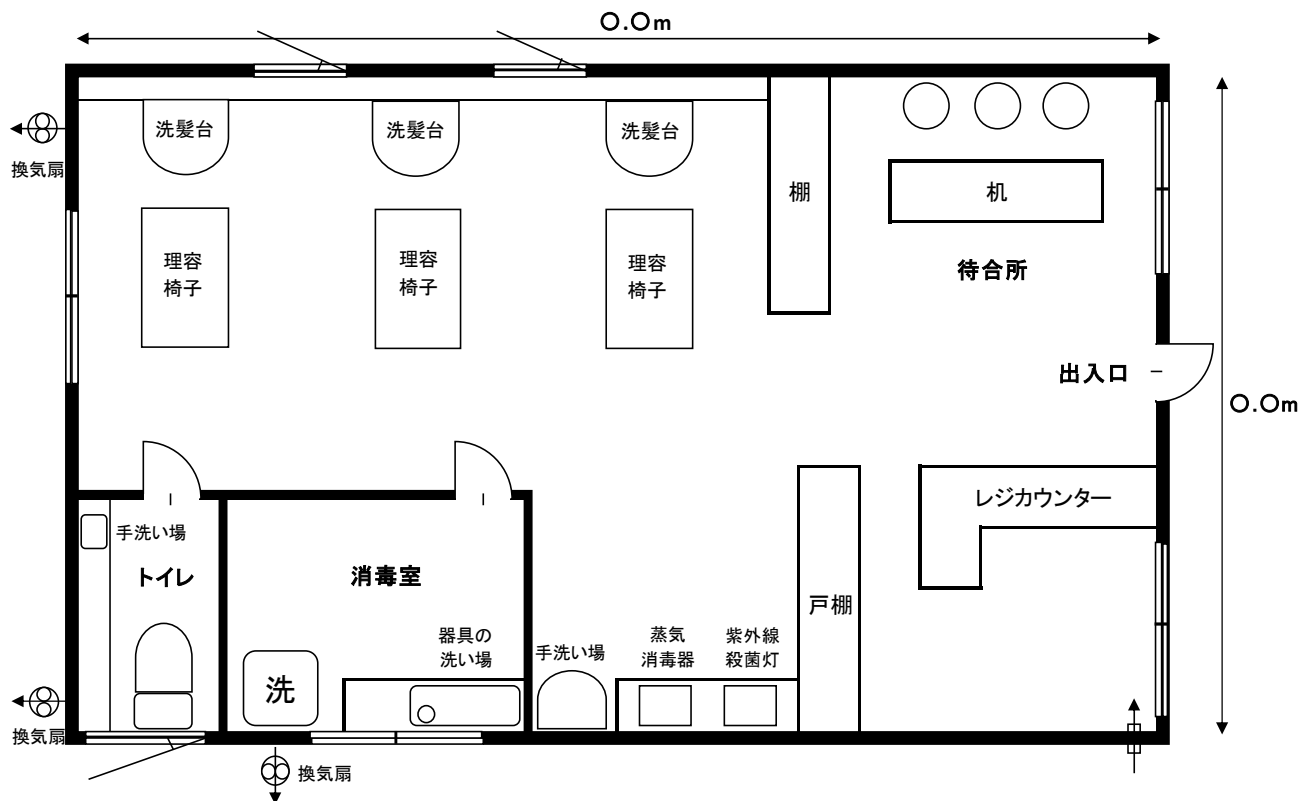 〇.〇m
洗髪台
洗髪台
洗髪台
換気扇
棚
机
理容
椅子
理容
椅子
理容
椅子
待合所
出入口
〇.〇m
レジカウンター
手洗い場
トイレ
消毒室
戸棚
器具の
洗い場
手洗い場
蒸気
消毒器
紫外線
殺菌灯
洗
換気扇
換気扇